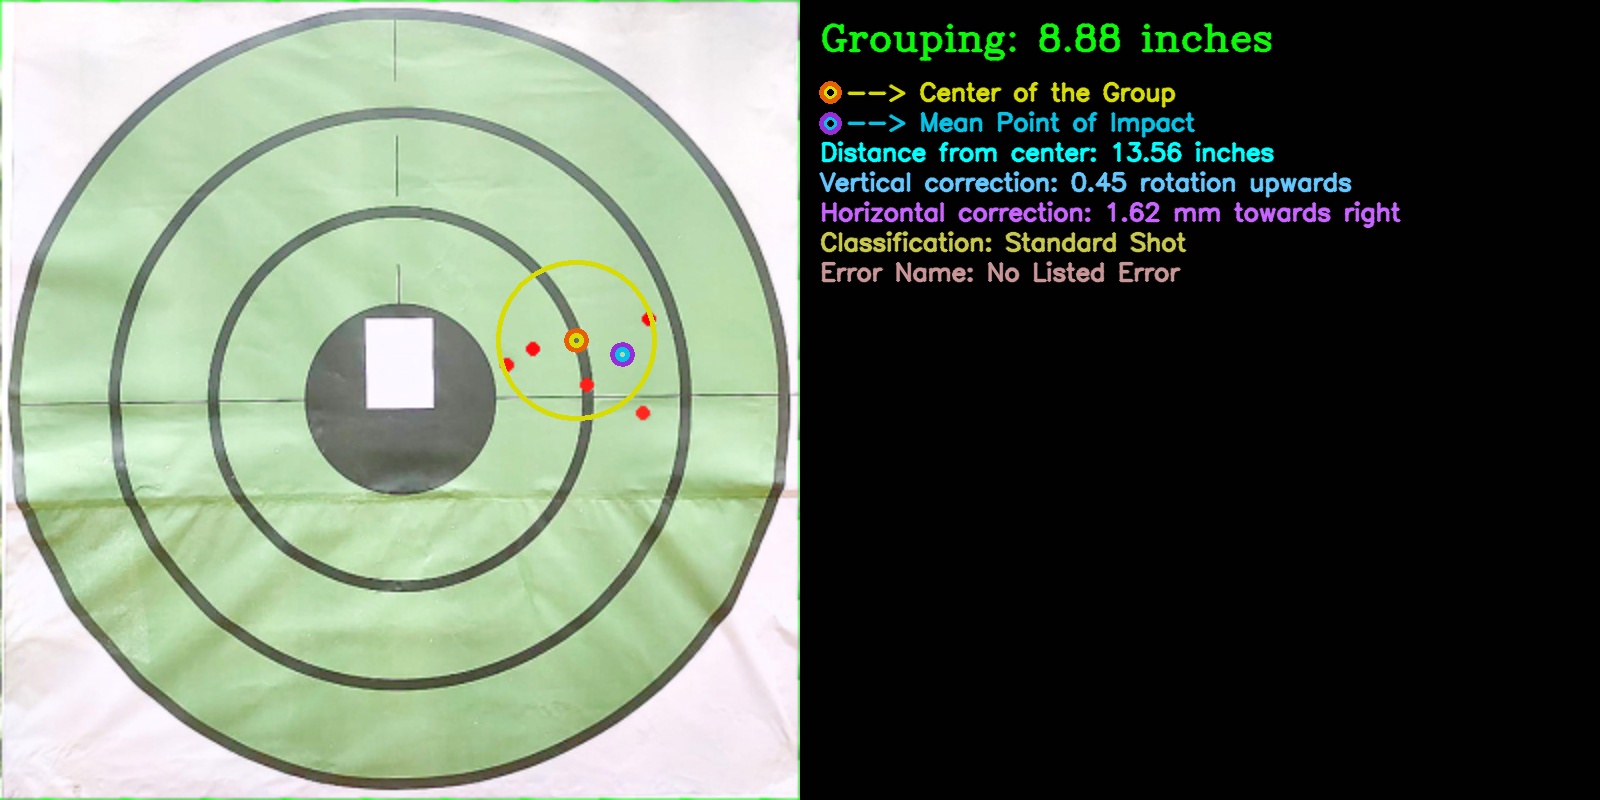 Grouping: 8.88 inches
--> Center of the Group
--> Mean Point of Impact
Distance from center: 13.56 inches
Vertical correction: 0.45 rotation upwards
Horizontal correction: 1.62 mm towards right
Classification: Standard Shot
Error Name: No Listed Error